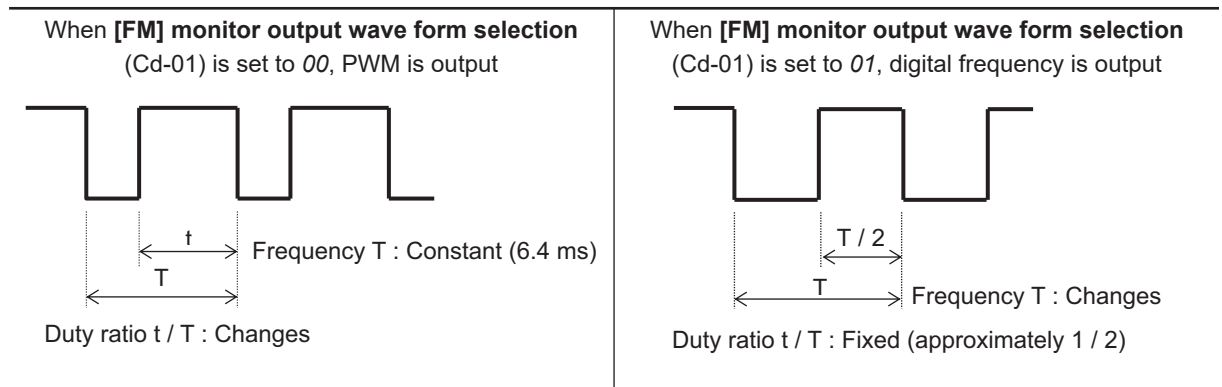 When [FM] monitor output wave form selection
(Cd-01) is set to 00, PWM is output
t
Frequency T : Constant (6.4 ms)
T
Duty ratio t / T : Changes
When [FM] monitor output wave form selection
(Cd-01) is set to 01, digital frequency is output
T / 2
T
Frequency T : Changes
Duty ratio t / T : Fixed (approximately 1 / 2)